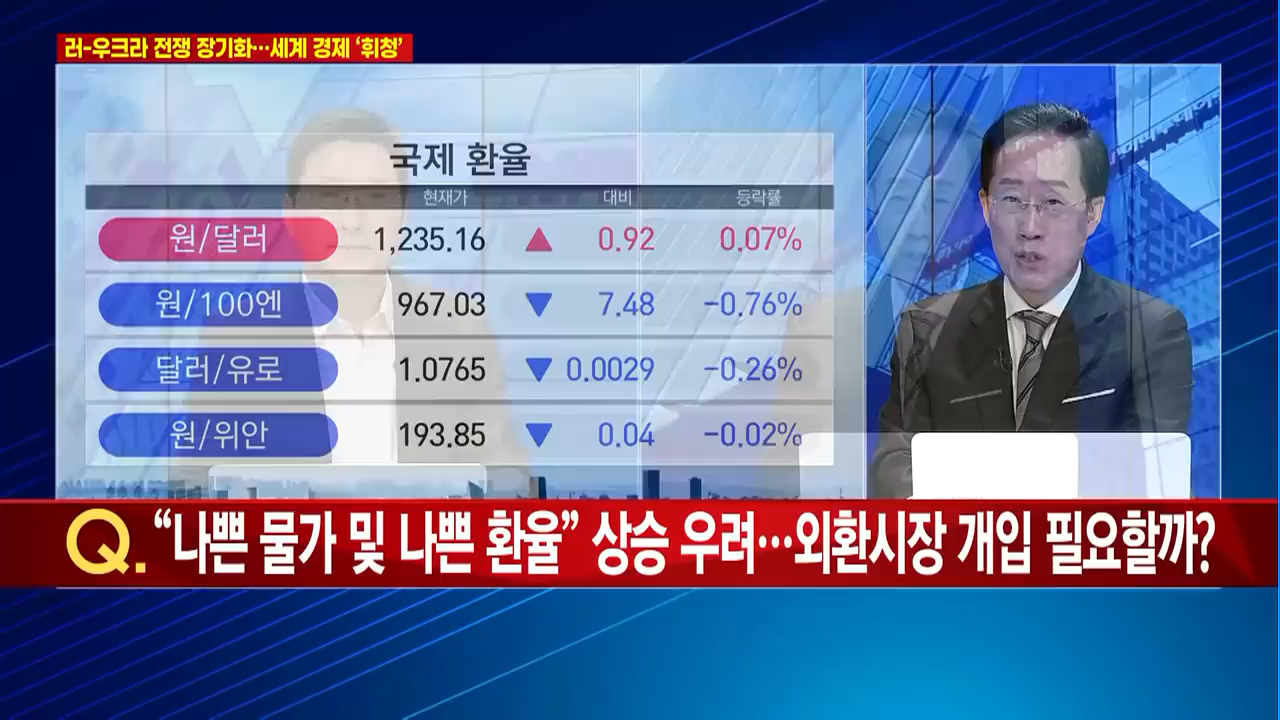 러-우크라 전쟁 장기화…세계 경제 ‘휘청’
국제 환율
현재가 대비 등락률
원/달러 1,235.16 ▲ 0.92 0.07%
원/100엔 967.03 ▼ 7.48 -0.76%
달러/유로 1.0765 ▼ 0.0029 -0.26%
원/위안 193.85 ▼ 0.04 -0.02%
Q. “나쁜 물가 및 나쁜 환율” 상승 우려…외환시장 개입 필요할까?